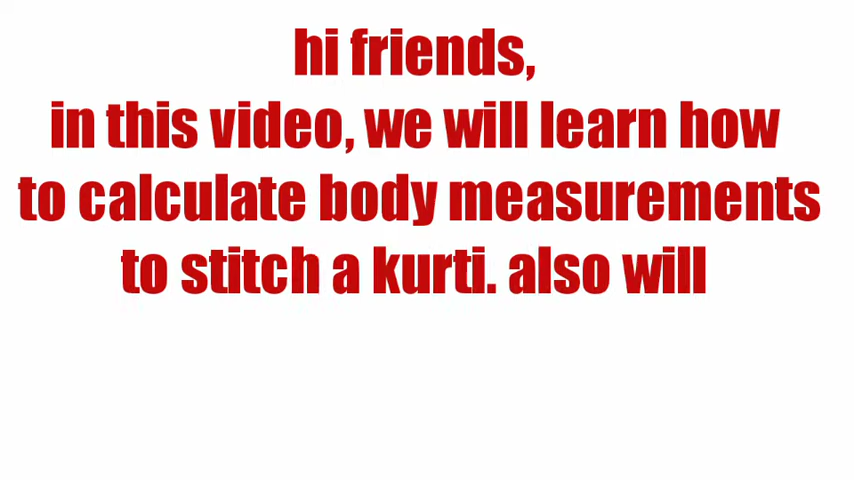 hi friends,
in this video, we will learn how
to calculate body measurements
to stitch a kurti. also will